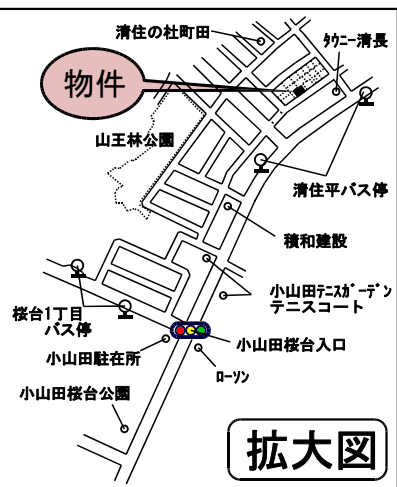 清住の杜町田
タウニー清長
物件
山王林公園
清住平バス停
積和建設
小山田テニスガーデン
テニスコート
桜台1丁目
バス停
小山田桜台入口
小山田駐在所
ローソン
小山田桜台公園
拡大図